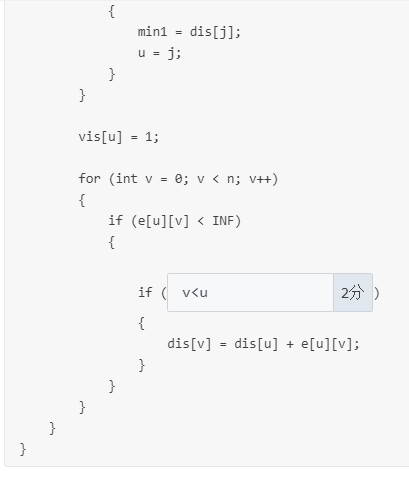 {
min1 = dis[j];
u = j;
}
}
vis[u] = 1;
for (int v = 0; v < n; v++)
{
if (e[u][v] < INF)
{
if ( v<u 2分 )
{
dis[v] = dis[u] + e[u][v];
}
}
}
}
}